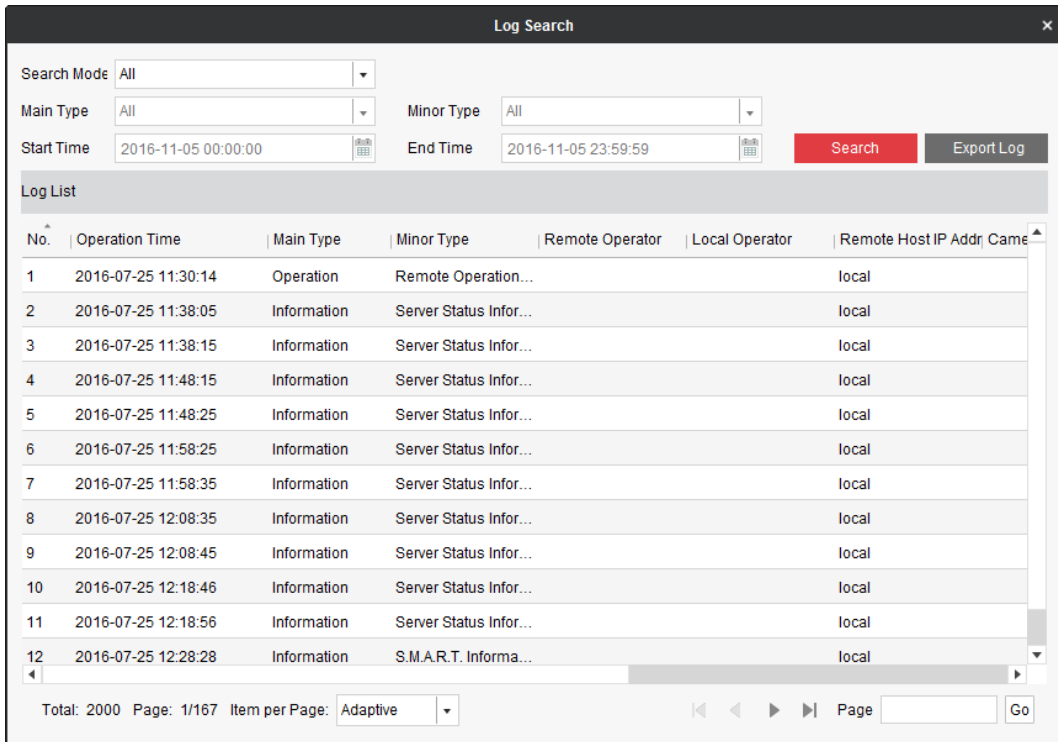 Log Search ×
Search Mode All
Main Type All Minor Type All
Start Time 2016-11-05 00:00:00 End Time 2016-11-05 23:59:59 Search Export Log
Log List
No. Operation Time Main Type Minor Type Remote Operator Local Operator Remote Host IP Addr Came
1 2016-07-25 11:30:14 Operation Remote Operation... local
2 2016-07-25 11:38:05 Information Server Status Infor... local
3 2016-07-25 11:38:15 Information Server Status Infor... local
4 2016-07-25 11:48:15 Information Server Status Infor... local
5 2016-07-25 11:48:25 Information Server Status Infor... local
6 2016-07-25 11:58:25 Information Server Status Infor... local
7 2016-07-25 11:58:35 Information Server Status Infor... local
8 2016-07-25 12:08:35 Information Server Status Infor... local
9 2016-07-25 12:08:45 Information Server Status Infor... local
10 2016-07-25 12:18:46 Information Server Status Infor... local
11 2016-07-25 12:18:56 Information Server Status Infor... local
12 2016-07-25 12:28:28 Information S.M.A.R.T. Informa... local
Total: 2000 Page: 1/167 Item per Page: Adaptive Page Go